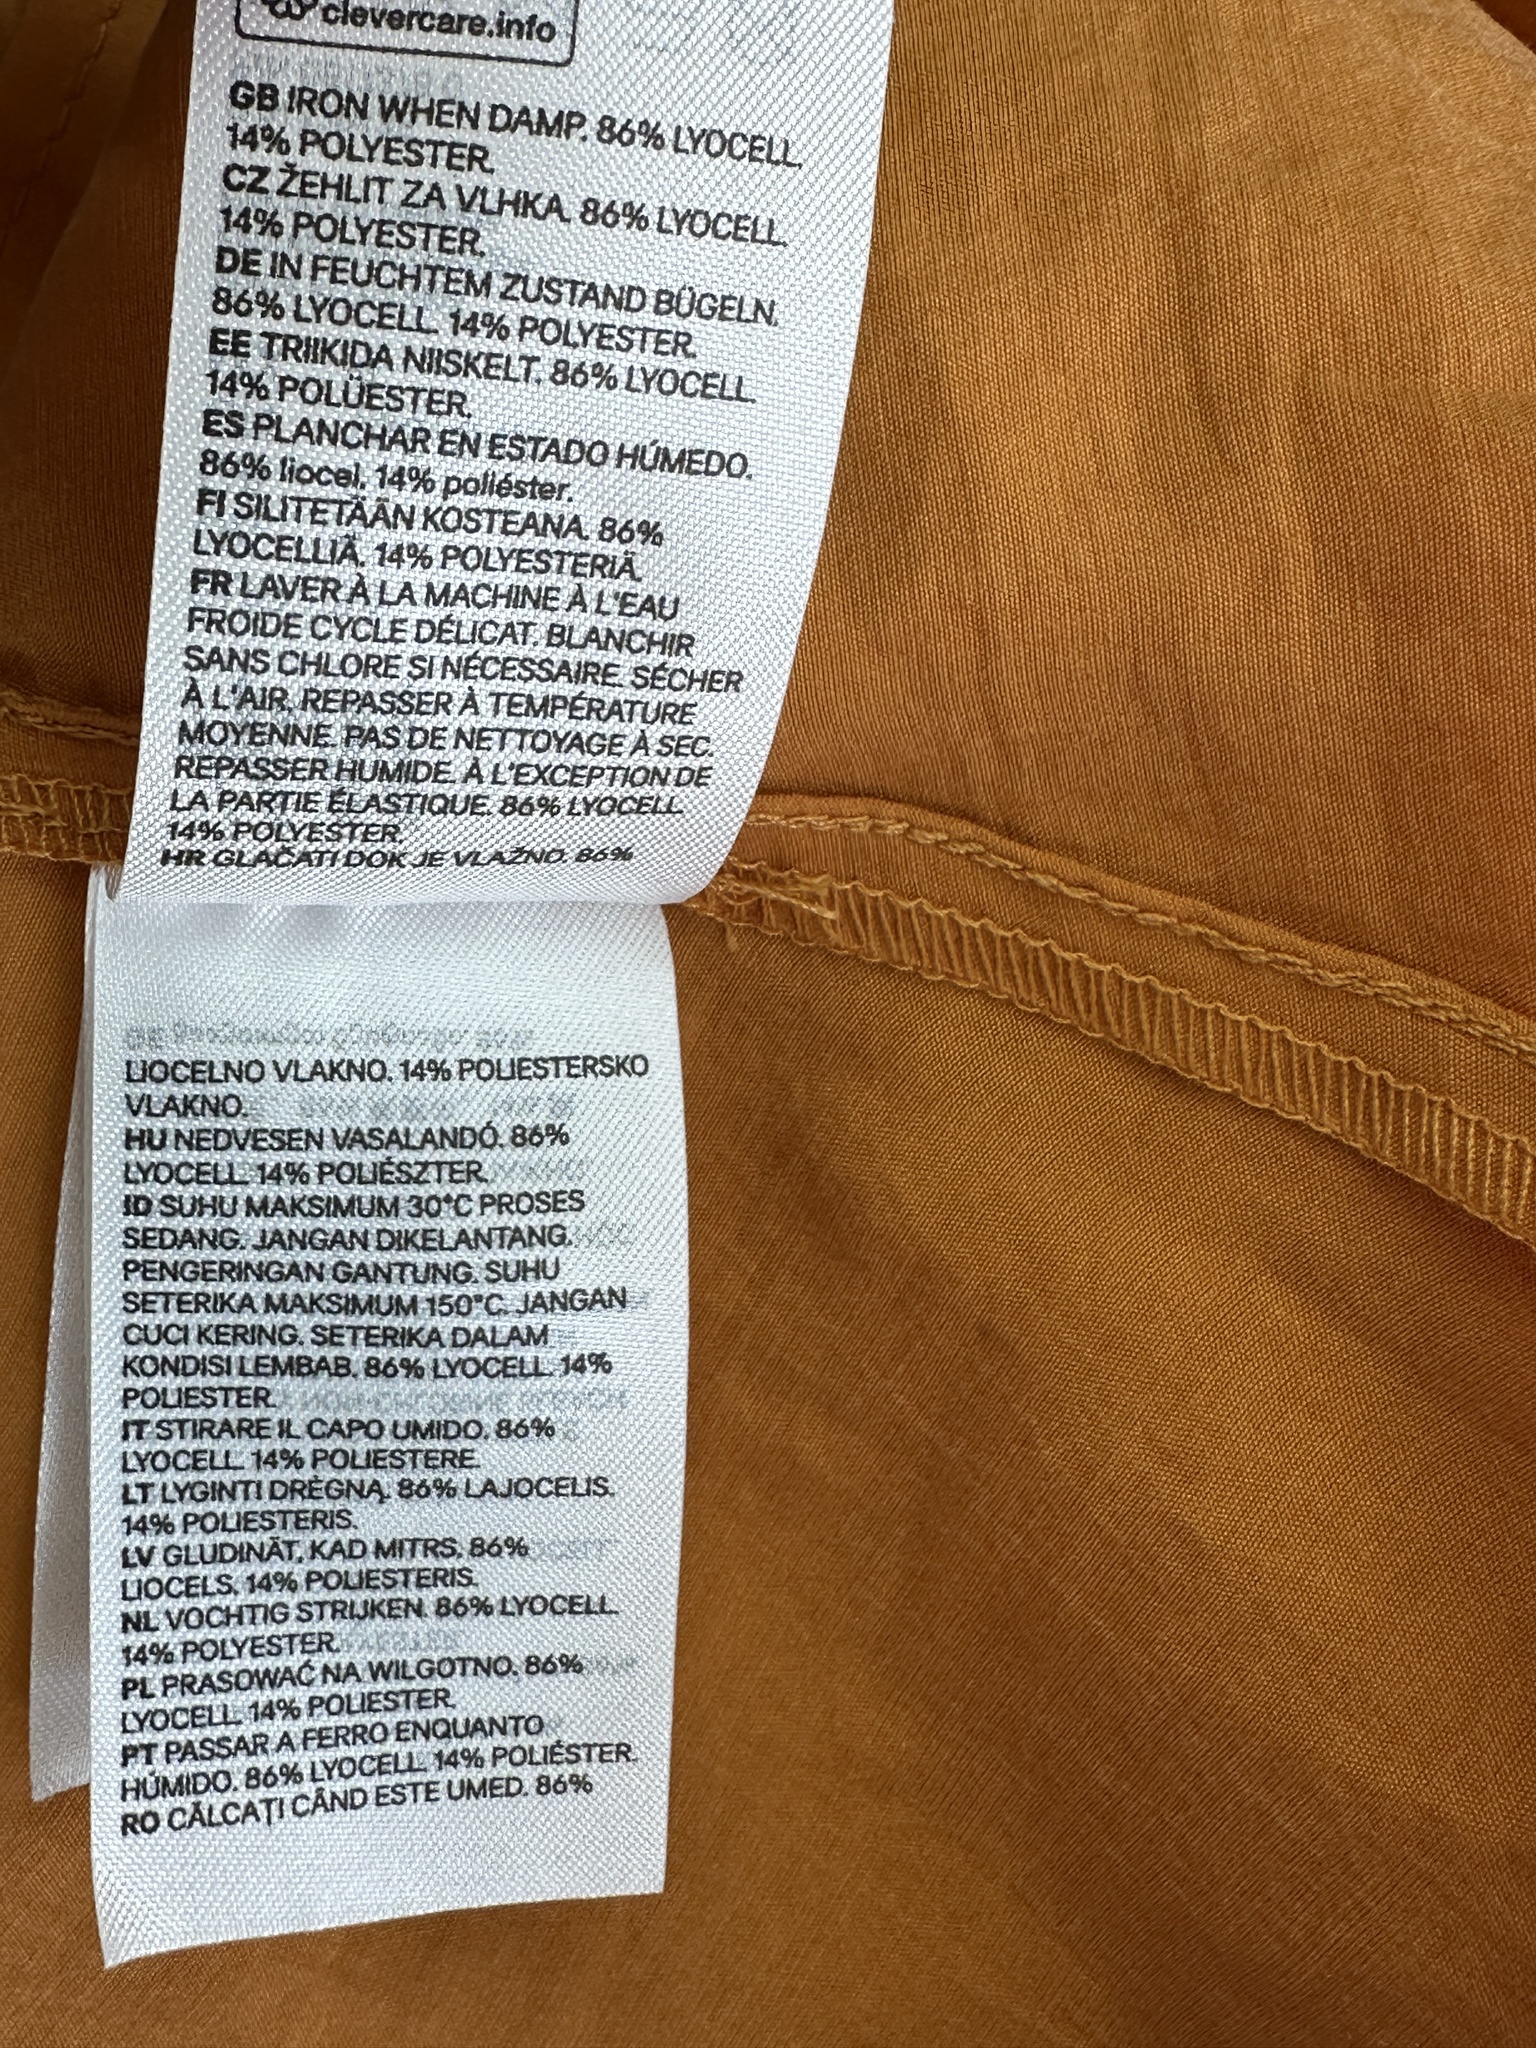 clevercare.info
GB IRON WHEN DAMP. 86% LYOCELL.
14% POLYESTER.
CZ ŽEHLIT ZA VLHKA. 86% LYOCELL.
14% POLYESTER.
DE IN FEUCHTEM ZUSTAND BÜGELN.
86% LYOCELL. 14% POLYESTER.
EE TRIIKIDA NIISKELT. 86% LYOCELL.
14% POLÜESTER.
ES PLANCHAR EN ESTADO HÚMEDO.
86% liocel. 14% poliéster.
FI SILITETÄÄN KOSTEANA. 86%
LYOCELLIÄ. 14% POLYESTERIÄ.
FR LAVER À LA MACHINE À L'EAU
FROIDE CYCLE DÉLICAT. BLANCHIR
SANS CHLORE SI NÉCESSAIRE. SÉCHER
À L'AIR. REPASSER À TEMPÉRATURE
MOYENNE. PAS DE NETTOYAGE À SEC.
REPASSER HUMIDE. À L'EXCEPTION DE
LA PARTIE ÉLASTIQUE. 86% LYOCELL.
14% POLYESTER.
HR GLAČATI DOK JE VLAŽNO. 86%
LIOCELNO VLAKNO. 14% POLIESTERSKO
VLAKNO.
HU NEDVESEN VASALANDÓ. 86%
LYOCELL. 14% POLIÉSZTER.
ID SUHU MAKSIMUM 30°C PROSES
SEDANG. JANGAN DIKELANTANG.
PENGERINGAN GANTUNG. SUHU
SETERIKA MAKSIMUM 150°C. JANGAN
CUCI KERING. SETERIKA DALAM
KONDISI LEMBAB. 86% LYOCELL. 14%
POLIESTER.
IT STIRARE IL CAPO UMIDO. 86%
LYOCELL. 14% POLIESTERE.
LT LYGINTI DRĖGNĄ. 86% LAJOCELIS.
14% POLIESTERIS.
LV GLUDINĀT, KAD MITRS. 86%
LIOCELS. 14% POLIESTERIS.
NL VOCHTIG STRIJKEN. 86% LYOCELL.
14% POLYESTER.
PL PRASOWAĆ NA WILGOTNO. 86%
LYOCELL. 14% POLIESTER.
PT PASSAR A FERRO ENQUANTO
HÚMIDO. 86% LYOCELL. 14% POLIÉSTER.
RO CĂLCAȚI CÂND ESTE UMED. 86%